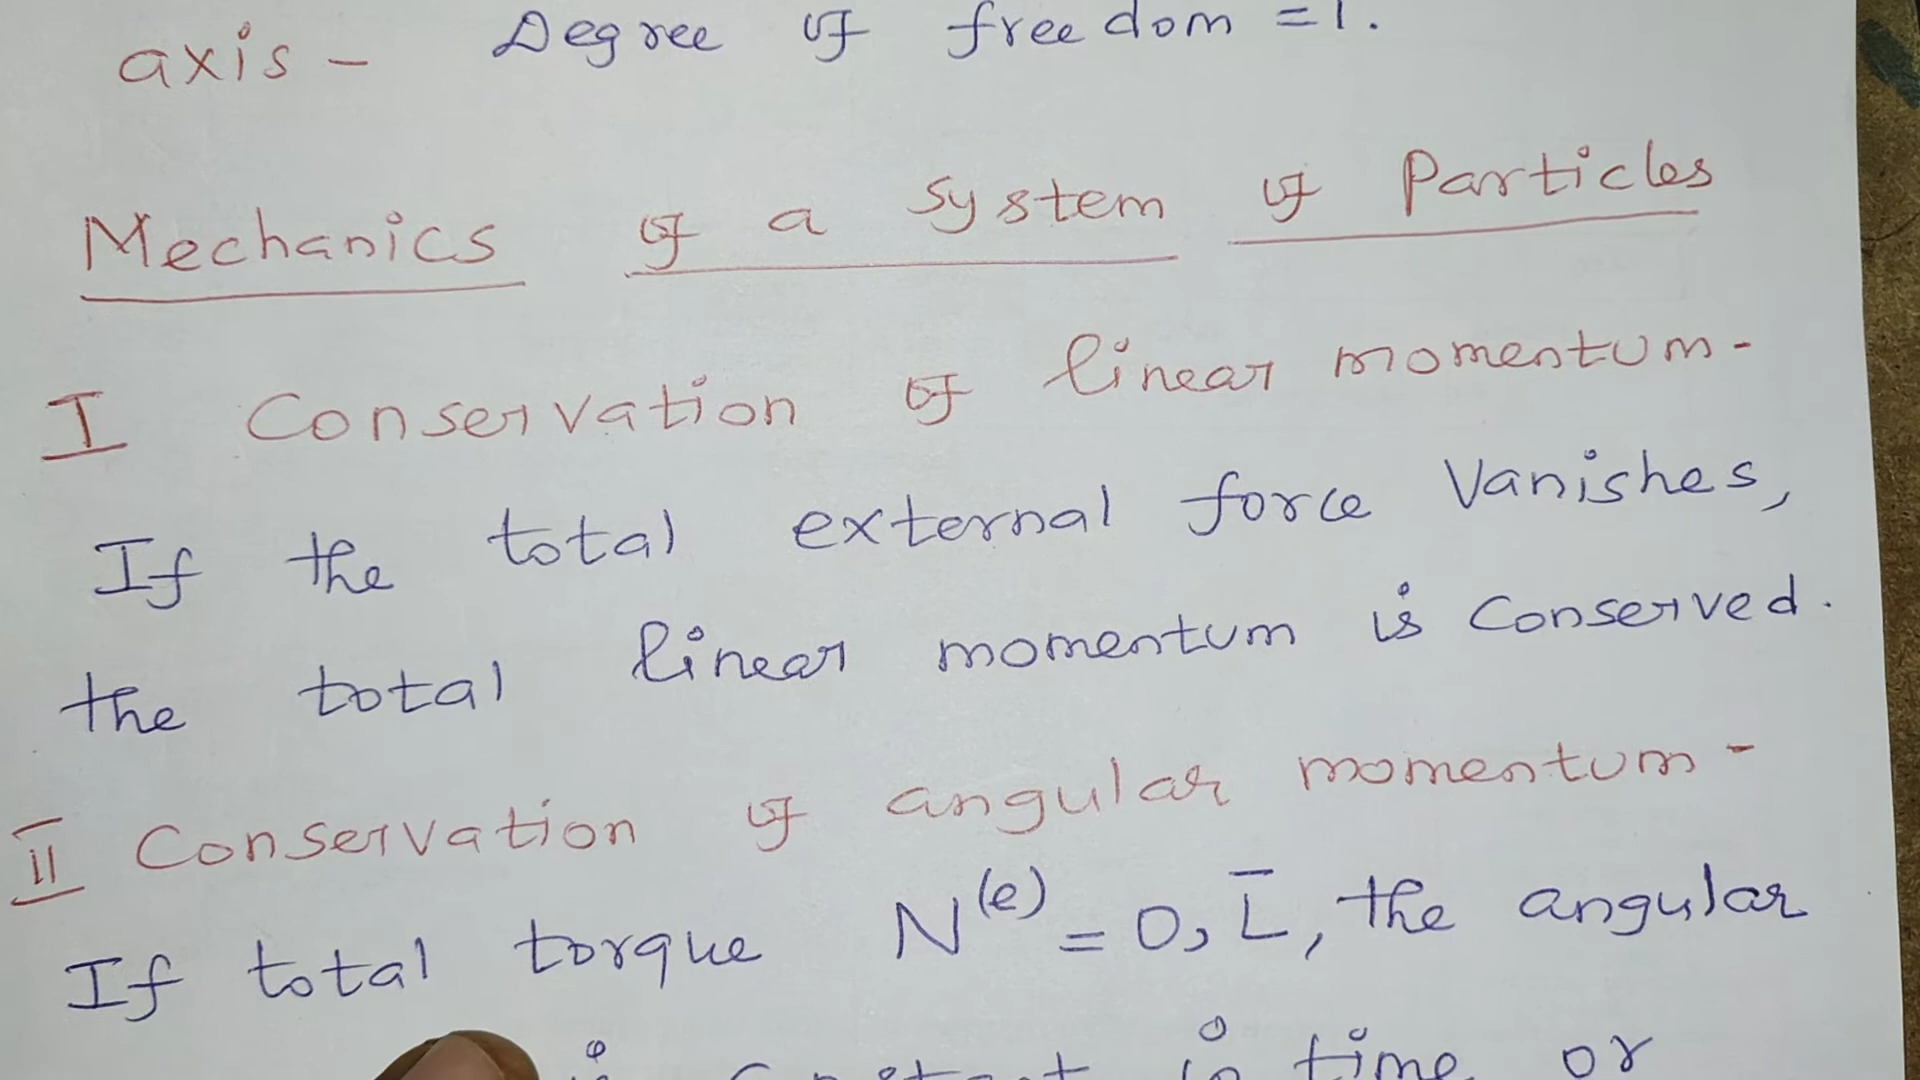 axis - Degree of freedom = 1.
Mechanics of a system of Particles
I Conservation of linear momentum -
If the total external force Vanishes,
the total linear momentum is Conserved.
II Conservation of angular momentum -
If total torque N^(e) = 0, L̄, the angular
in time or